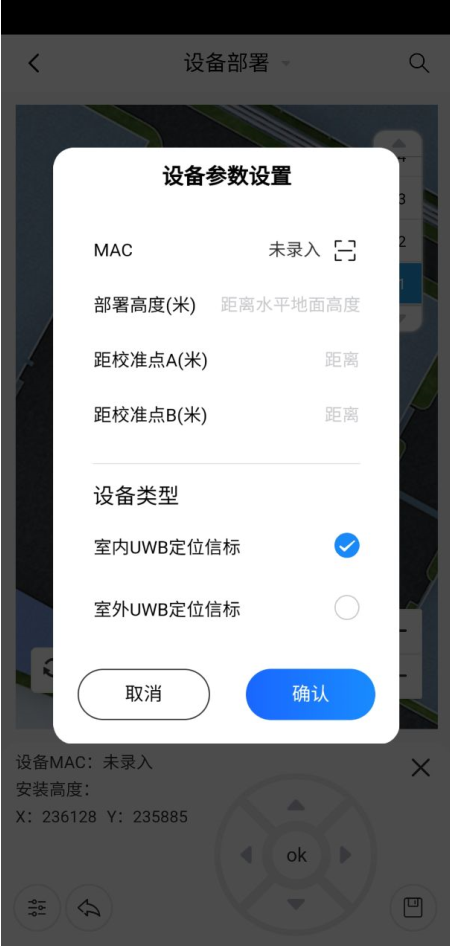 设备部署
设备参数设置
MAC 未录入
部署高度(米) 距离水平地面高度
距校准点A(米) 距离
距校准点B(米) 距离
设备类型
室内UWB定位信标
室外UWB定位信标
取消 确认
3
2
1
设备MAC：未录入
安装高度：
X：236128 Y：235885
ok